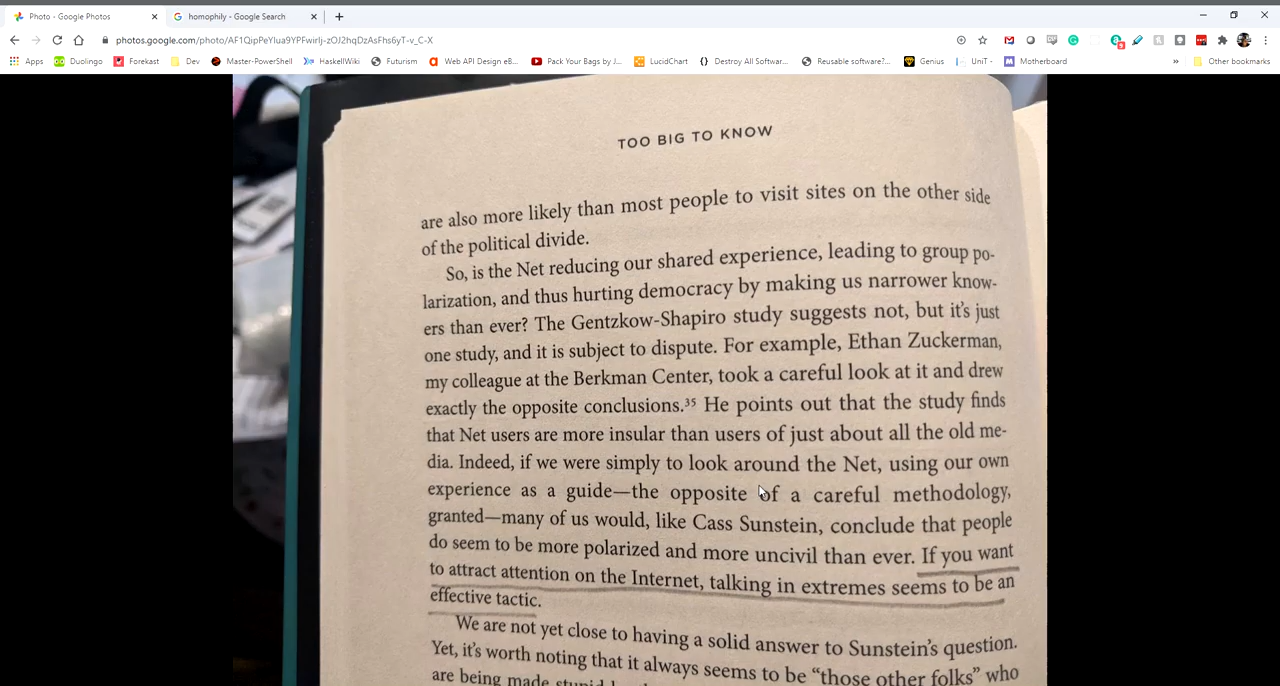 Photo - Google Photos
homophily - Google Search
photos.google.com/photo/AF1QipPeYlua9YPFwirlj-zOJ2hqDzAsFhs6yT-v_C-X
9
Apps Duolingo Forekast Dev Master-PowerShell HaskellWiki Futurism Web API Design eB... Pack Your Bags by J... LucidChart Destroy All Softwar... Reusable software?... Genius UniT - Motherboard » Other bookmarks
TOO BIG TO KNOW
are also more likely than most people to visit sites on the other side
of the political divide.
So, is the Net reducing our shared experience, leading to group po-
larization, and thus hurting democracy by making us narrower know-
ers than ever? The Gentzkow-Shapiro study suggests not, but it's just
one study, and it is subject to dispute. For example, Ethan Zuckerman,
my colleague at the Berkman Center, took a careful look at it and drew
exactly the opposite conclusions.³⁵ He points out that the study finds
that Net users are more insular than users of just about all the old me-
dia. Indeed, if we were simply to look around the Net, using our own
experience as a guide—the opposite of a careful methodology,
granted—many of us would, like Cass Sunstein, conclude that people
do seem to be more polarized and more uncivil than ever. If you want
to attract attention on the Internet, talking in extremes seems to be an
effective tactic.
We are not yet close to having a solid answer to Sunstein's question.
Yet, it's worth noting that it always seems to be “those other folks” who
are being made stupid